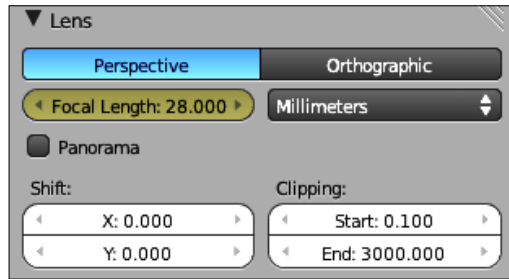 Lens
Perspective Orthographic
Focal Length: 28.000 Millimeters
Panorama
Shift: Clipping:
X: 0.000 Start: 0.100
Y: 0.000 End: 3000.000